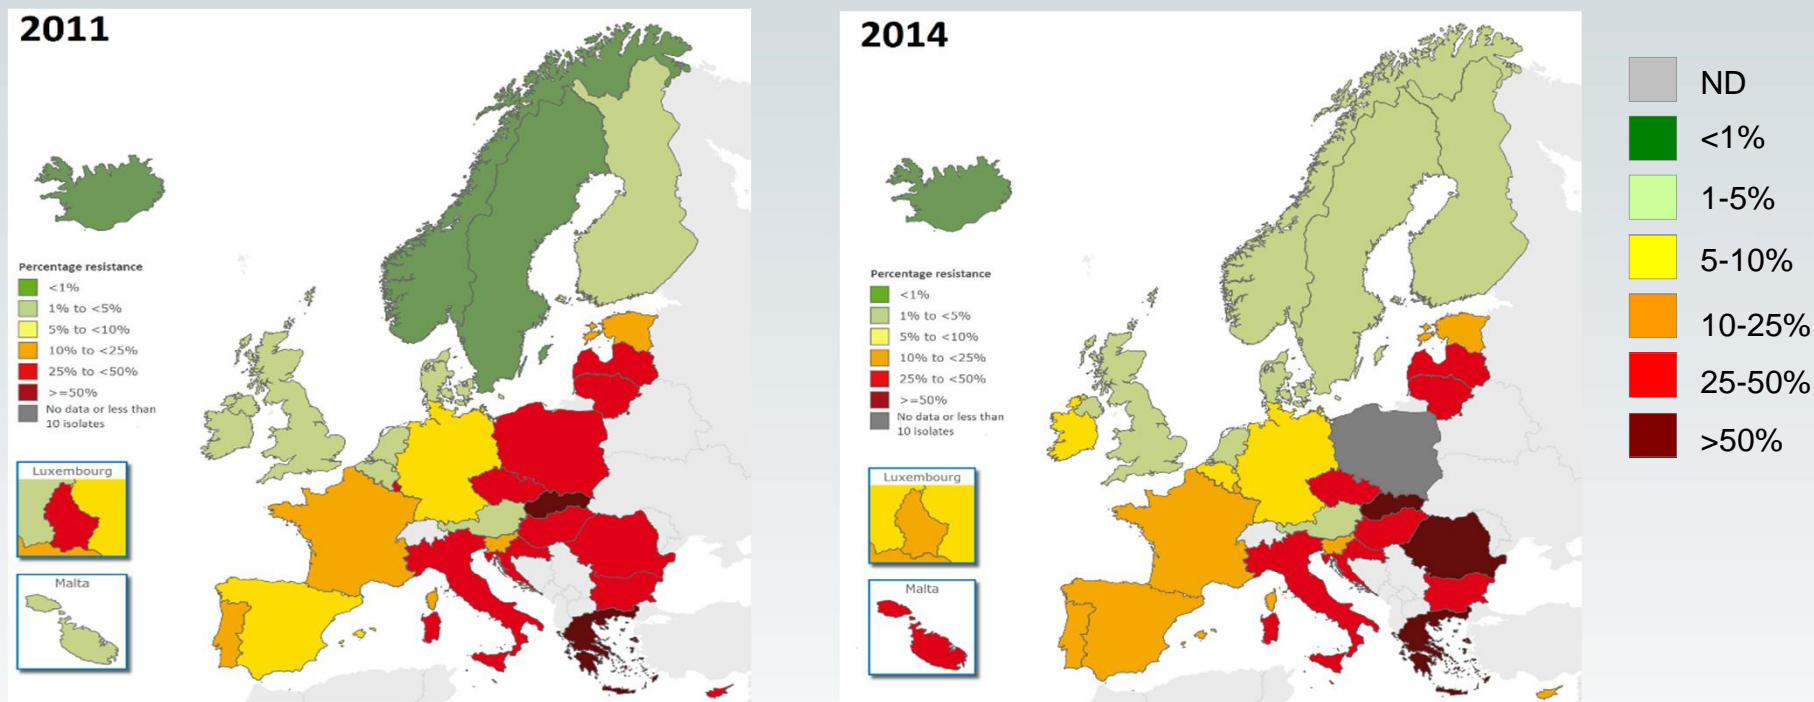 2011
Percentage resistance
<1%
1% to <5%
5% to <10%
10% to <25%
25% to <50%
>=50%
No data or less than
10 isolates
Luxembourg
Malta
2014
Percentage resistance
<1%
1% to <5%
5% to <10%
10% to <25%
25% to <50%
>=50%
No data or less than
10 isolates
Luxembourg
Malta
ND
<1%
1-5%
5-10%
10-25%
25-50%
>50%